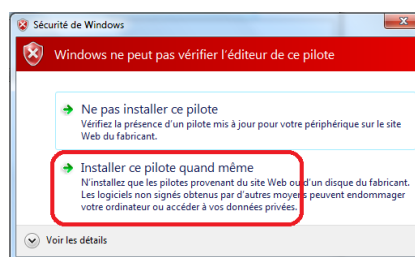 Sécurité de Windows
Windows ne peut pas vérifier l'éditeur de ce pilote
Ne pas installer ce pilote
Vérifiez la présence d'un pilote mis à jour pour votre périphérique sur le site
Web du fabricant.
Installer ce pilote quand même
N'installez que les pilotes provenant du site Web ou d'un disque du fabricant.
Les logiciels non signés obtenus par d'autres moyens peuvent endommager
votre ordinateur ou accéder à vos données privées.
Voir les détails